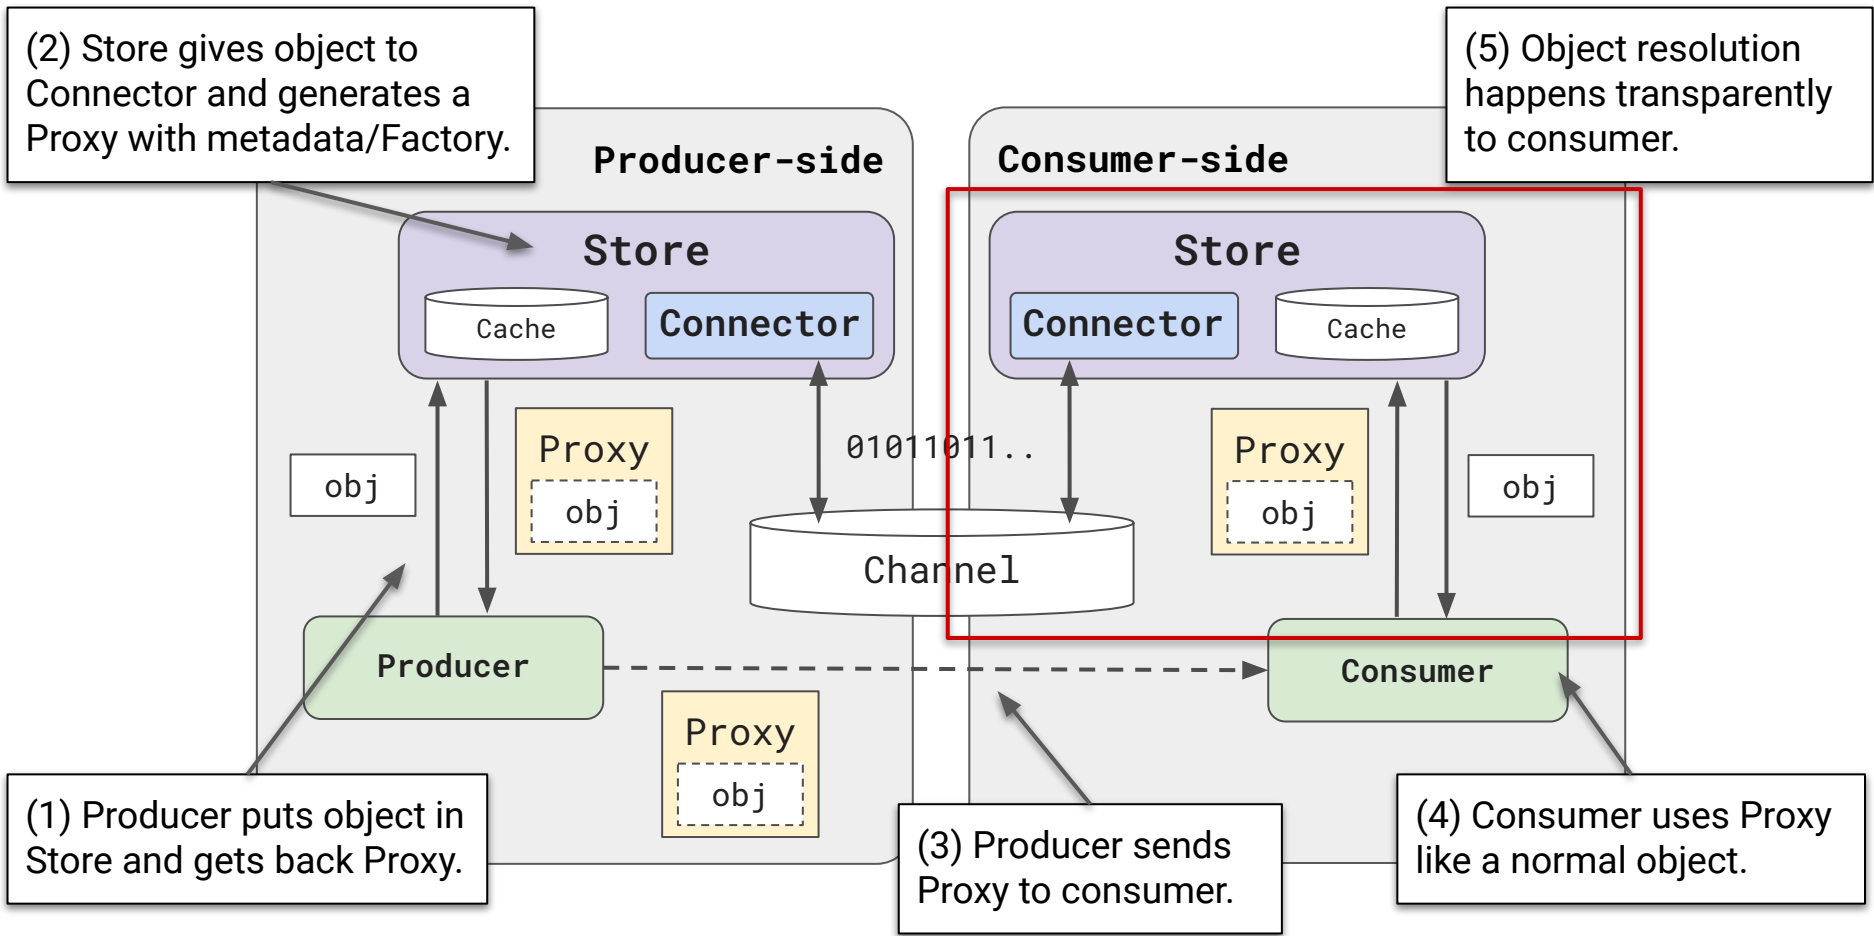 (2) Store gives object to
Connector and generates a
Proxy with metadata/Factory.
(5) Object resolution
happens transparently
to consumer.
Producer-side
Consumer-side
Store
Cache
Connector
Store
Connector
Cache
obj
Proxy
obj
01011011..
Proxy
obj
obj
Channel
Producer
Consumer
Proxy
obj
(1) Producer puts object in
Store and gets back Proxy.
(3) Producer sends
Proxy to consumer.
(4) Consumer uses Proxy
like a normal object.